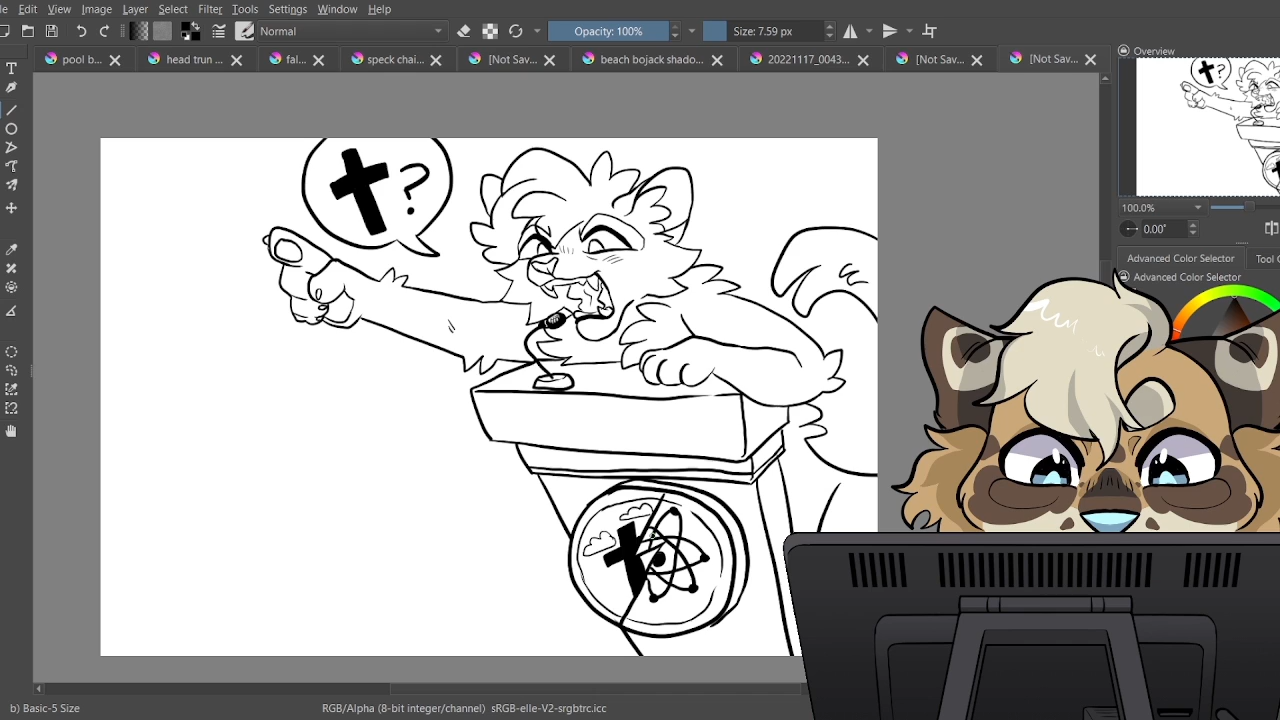 le Edit View Image Layer Select Filter Tools Settings Window Help
Normal Opacity: 100% Size: 7.59 px
pool b... head trun ... fal... speck chai... [Not Sav... beach bojack shado... 20221117_0043... [Not Sav... [Not Sav...
Overview
?
?
100.0%
0.00°
Advanced Color Selector Tool C
Advanced Color Selector
b) Basic-5 Size RGB/Alpha (8-bit integer/channel) sRGB-elle-V2-srgbtrc.icc